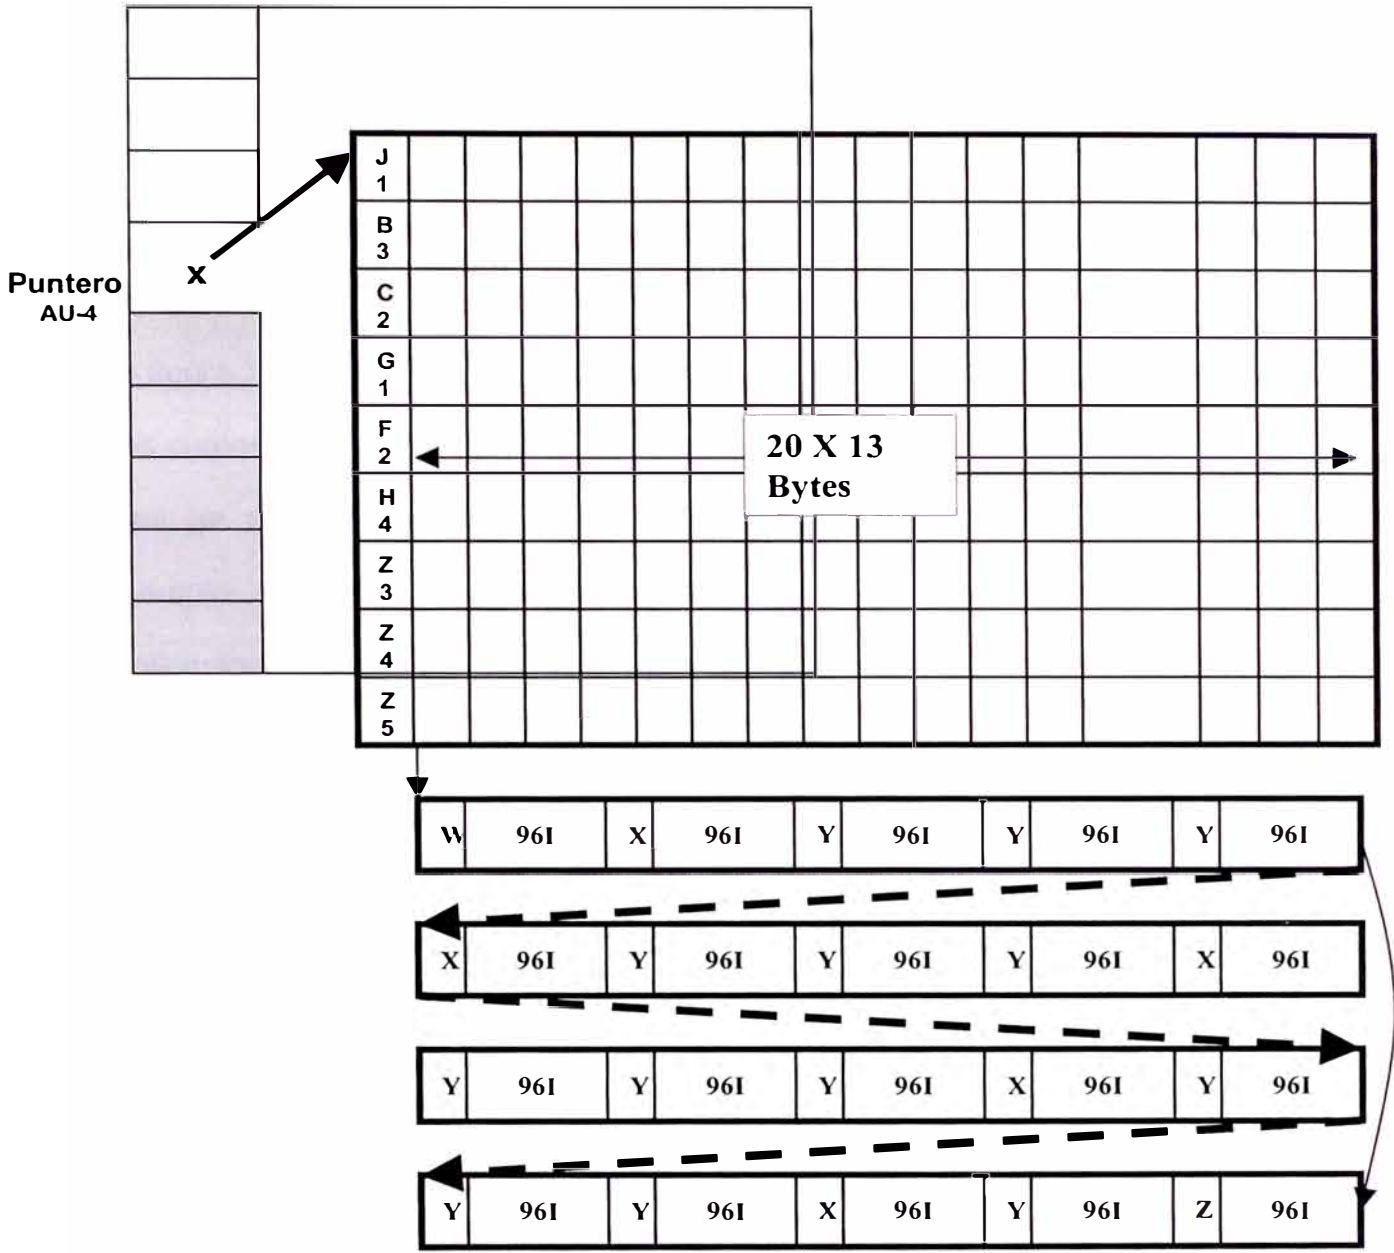 J
1
B
3
C
2
G
1
F
2
H
4
Z
3
Z
4
Z
5
X
Puntero
AU-4
20 X 13
Bytes
W 96I X 96I Y 96I Y 96I Y 96I
X 96I Y 96I Y 96I Y 96I X 96I
Y 96I Y 96I Y 96I X 96I Y 96I
Y 96I Y 96I X 96I Y 96I Z 96I